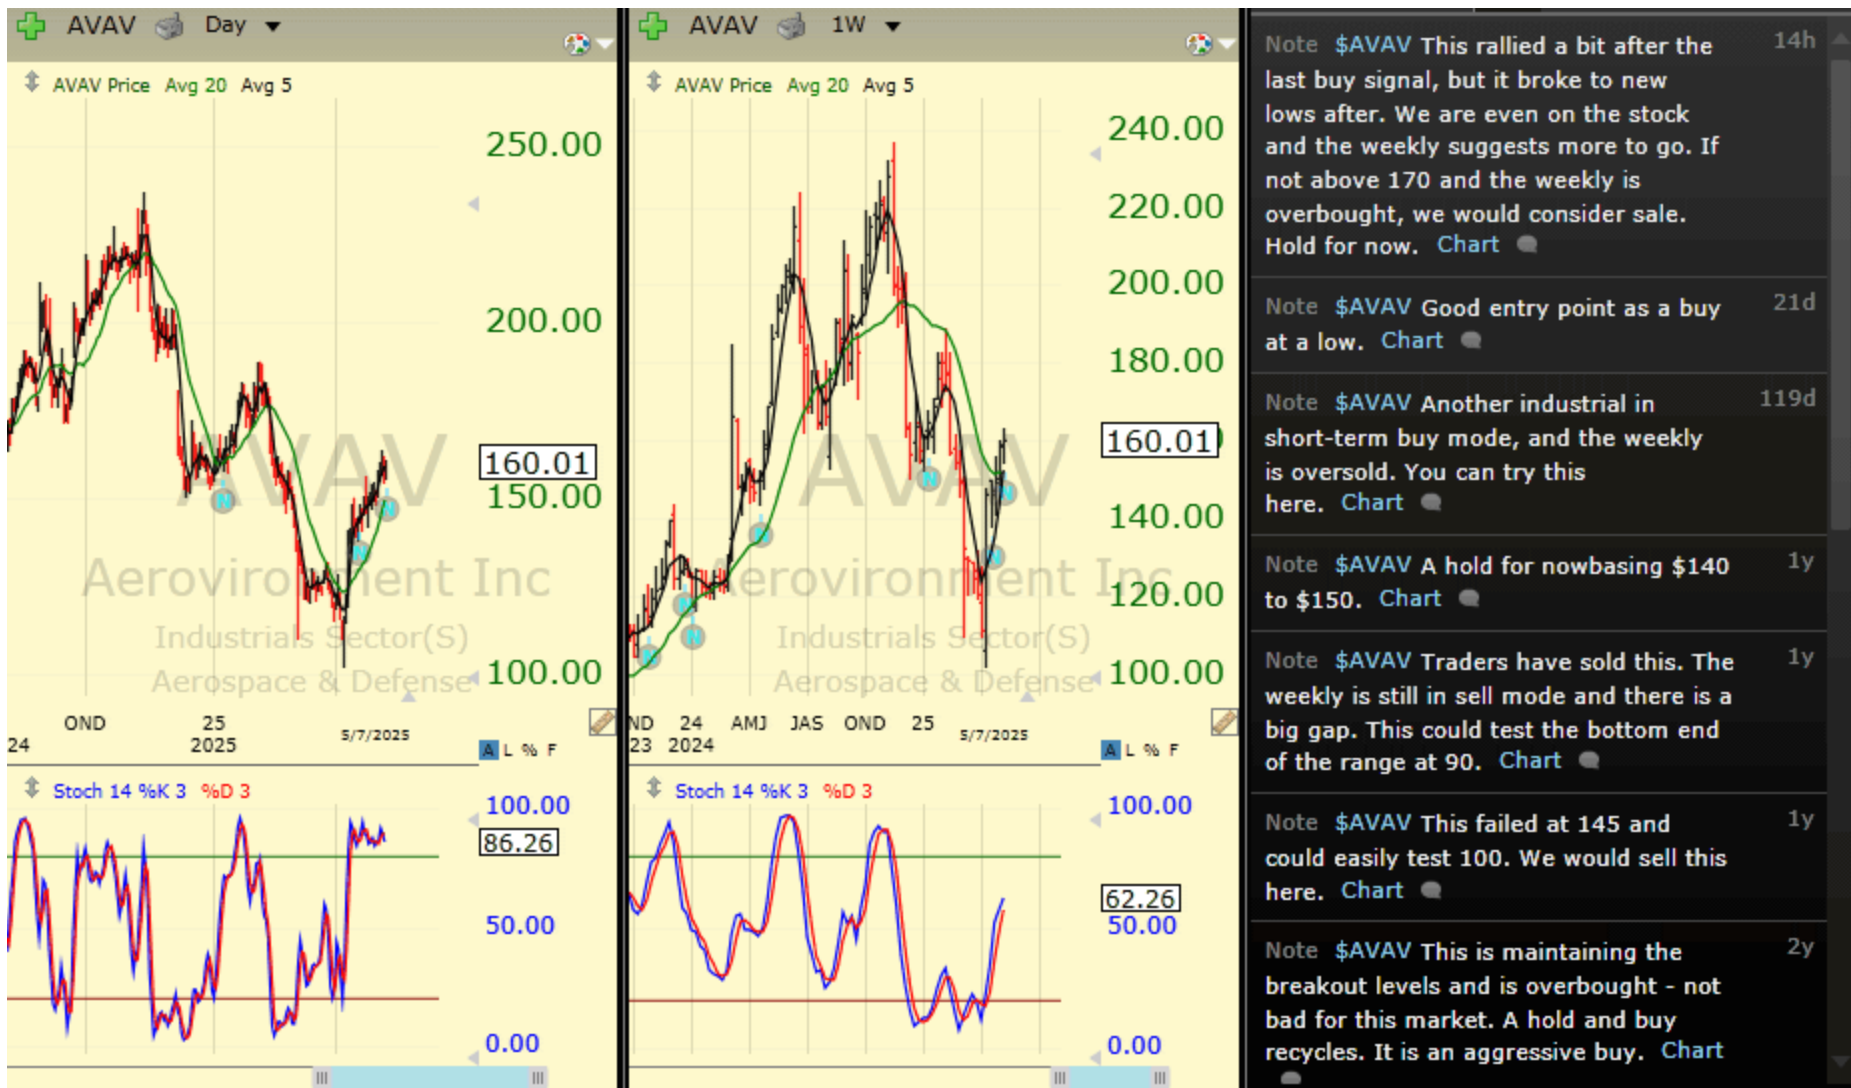 AVAV Day
AVAV Price Avg 20 Avg 5
250.00
200.00
160.01
150.00
100.00
AVAV
Aerovironment Inc
Industrials Sector(S)
Aerospace & Defense
OND 25
24 2025 5/7/2025
A L % F
Stoch 14 %K 3 %D 3
100.00
86.26
50.00
0.00
AVAV 1W
AVAV Price Avg 20 Avg 5
240.00
220.00
200.00
180.00
160.01
140.00
120.00
100.00
AVAV
Aerovironment Inc
Industrials Sector(S)
Aerospace & Defense
ND 24 AMJ JAS OND 25
23 2024 5/7/2025
A L % F
Stoch 14 %K 3 %D 3
100.00
62.26
50.00
0.00
N
N
N
N
N
N
N
N
N
N
N
Note $AVAV This rallied a bit after the 14h
last buy signal, but it broke to new
lows after. We are even on the stock
and the weekly suggests more to go. If
not above 170 and the weekly is
overbought, we would consider sale.
Hold for now. Chart
Note $AVAV Good entry point as a buy 21d
at a low. Chart
Note $AVAV Another industrial in 119d
short-term buy mode, and the weekly
is oversold. You can try this
here. Chart
Note $AVAV A hold for nowbasing $140 1y
to $150. Chart
Note $AVAV Traders have sold this. The 1y
weekly is still in sell mode and there is a
big gap. This could test the bottom end
of the range at 90. Chart
Note $AVAV This failed at 145 and 1y
could easily test 100. We would sell this
here. Chart
Note $AVAV This is maintaining the 2y
breakout levels and is overbought - not
bad for this market. A hold and buy
recycles. It is an aggressive buy. Chart